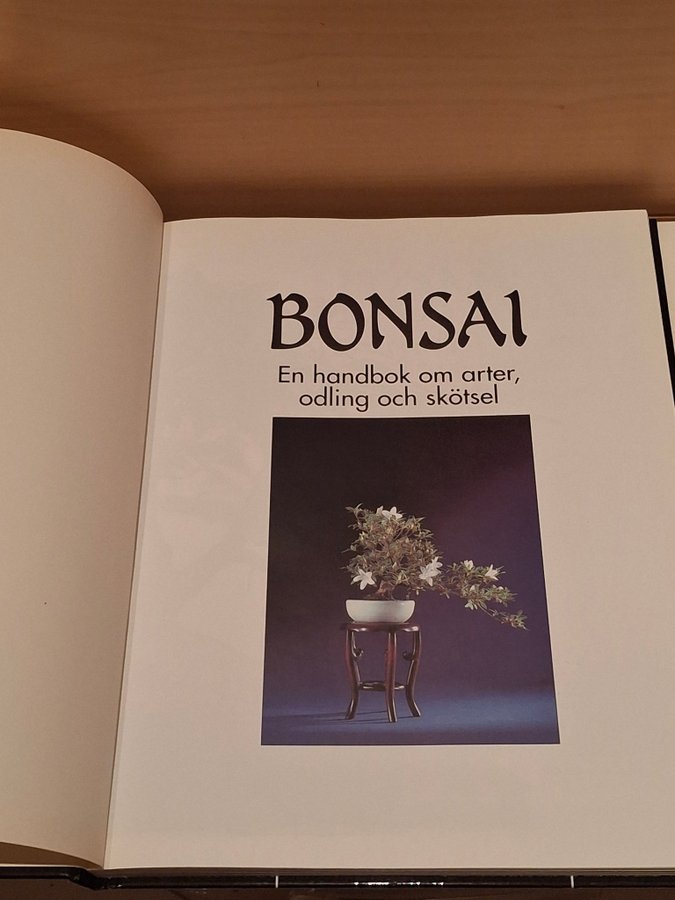 BONSAI
En handbok om arter,
odling och skötsel